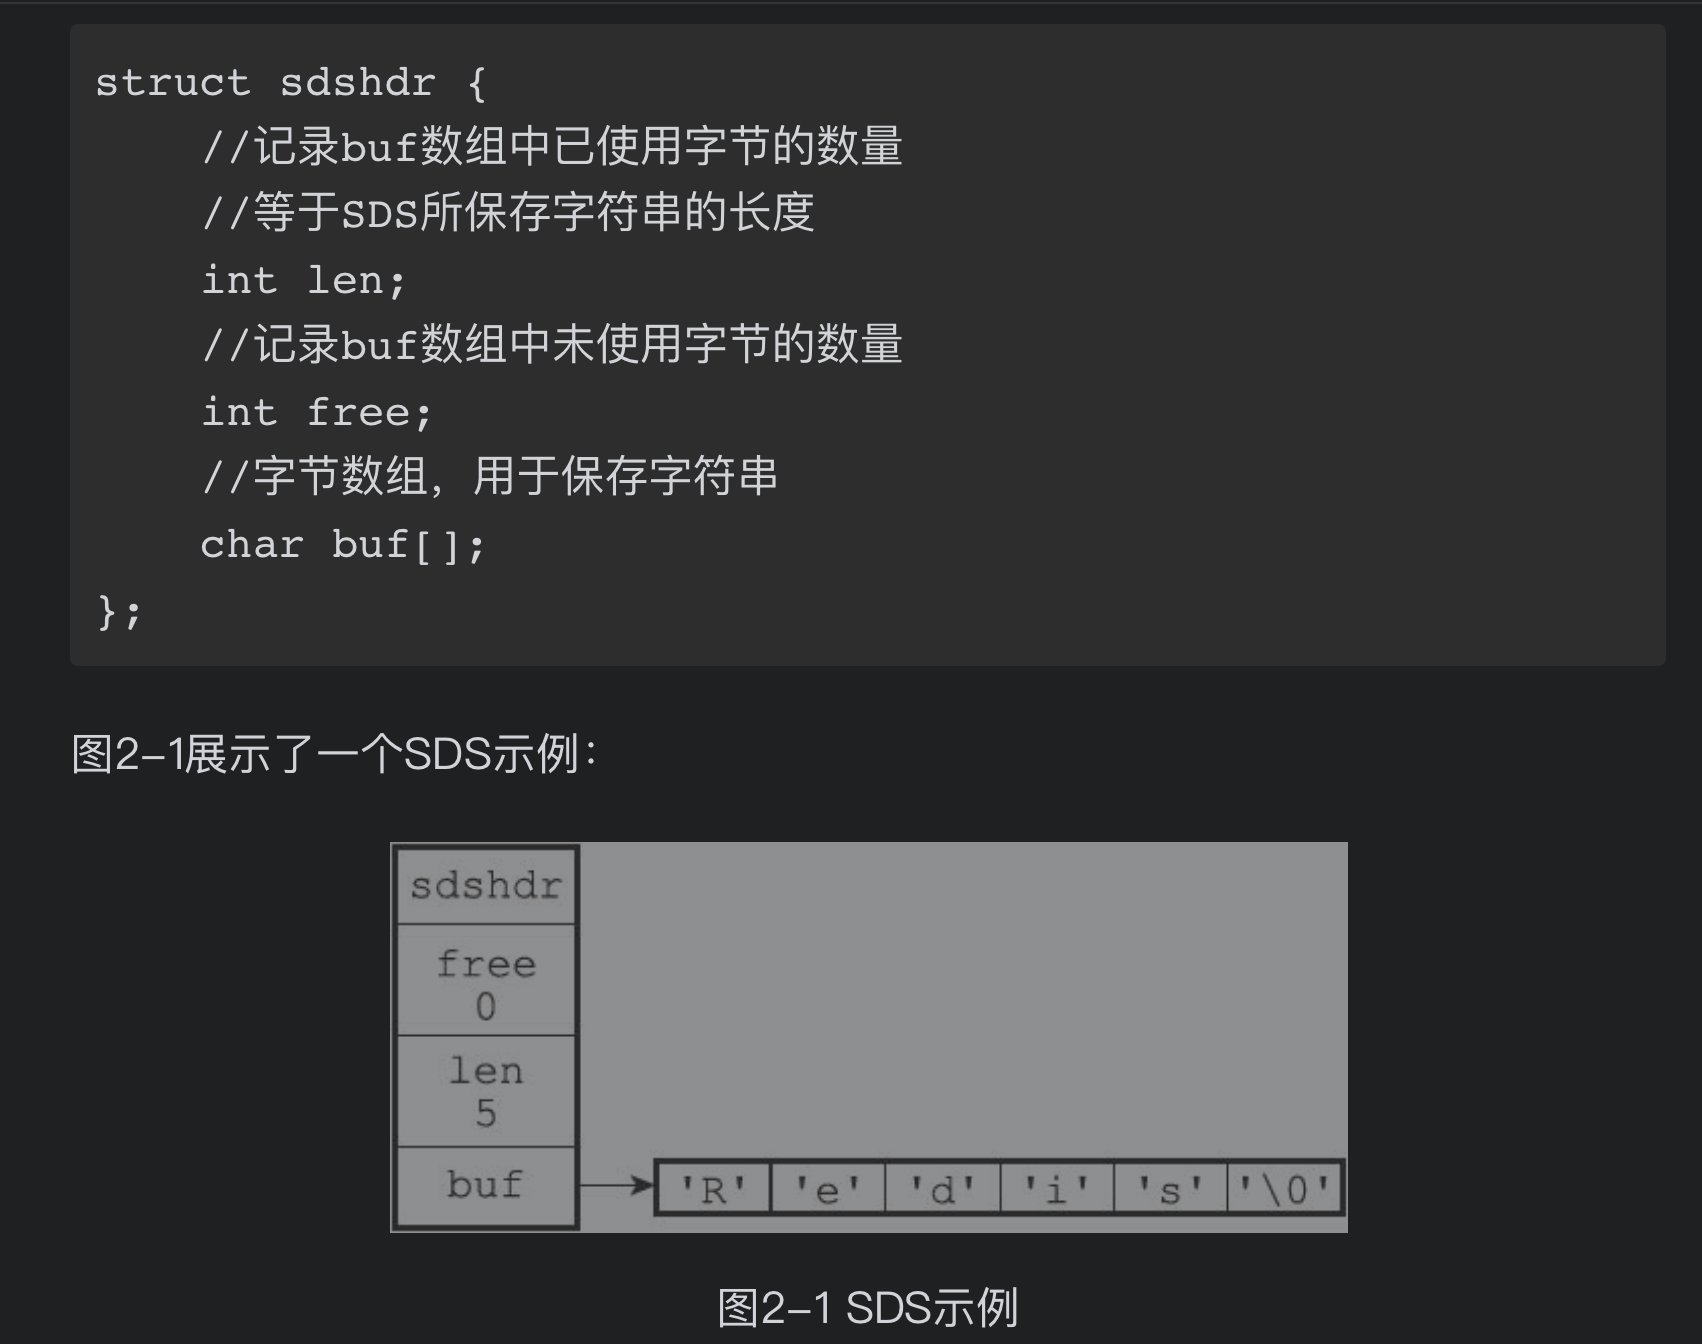 struct sdshdr {
    //记录buf数组中已使用字节的数量
    //等于SDS所保存字符串的长度
    int len;
    //记录buf数组中未使用字节的数量
    int free;
    //字节数组，用于保存字符串
    char buf[];
};
图2-1展示了一个SDS示例：
sdshdr
free
0
len
5
buf 'R' 'e' 'd' 'i' 's' '\0'
图2-1 SDS示例